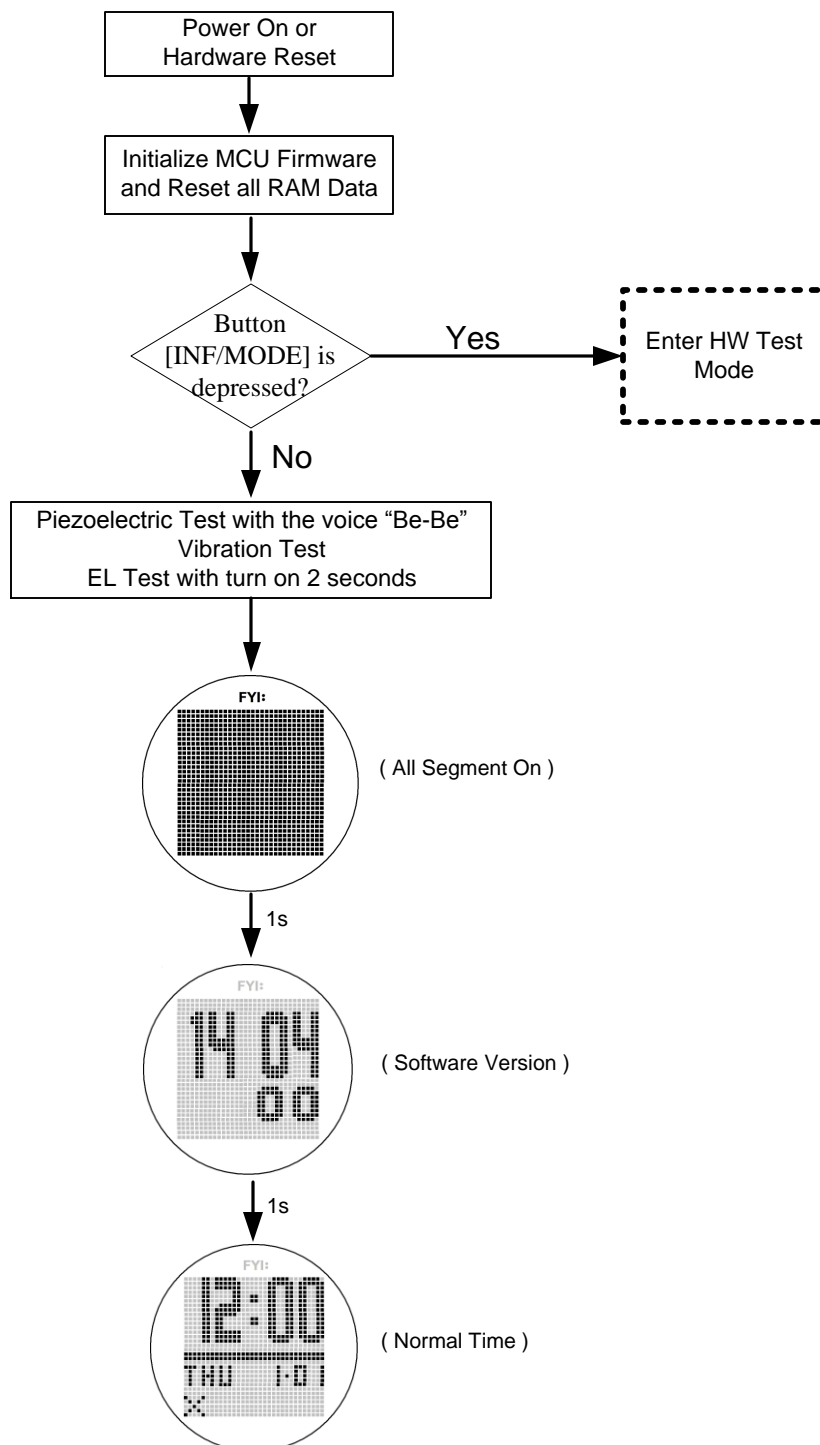 Power On or
Hardware Reset
Initialize MCU Firmware
and Reset all RAM Data
Button
[INF/MODE] is
depressed?
Yes
Enter HW Test
Mode
No
Piezoelectric Test with the voice “Be-Be”
Vibration Test
EL Test with turn on 2 seconds
FYI:
( All Segment On )
1s
FYI:
14 04
00
( Software Version )
1s
FYI:
12:00
THU 1·01
( Normal Time )